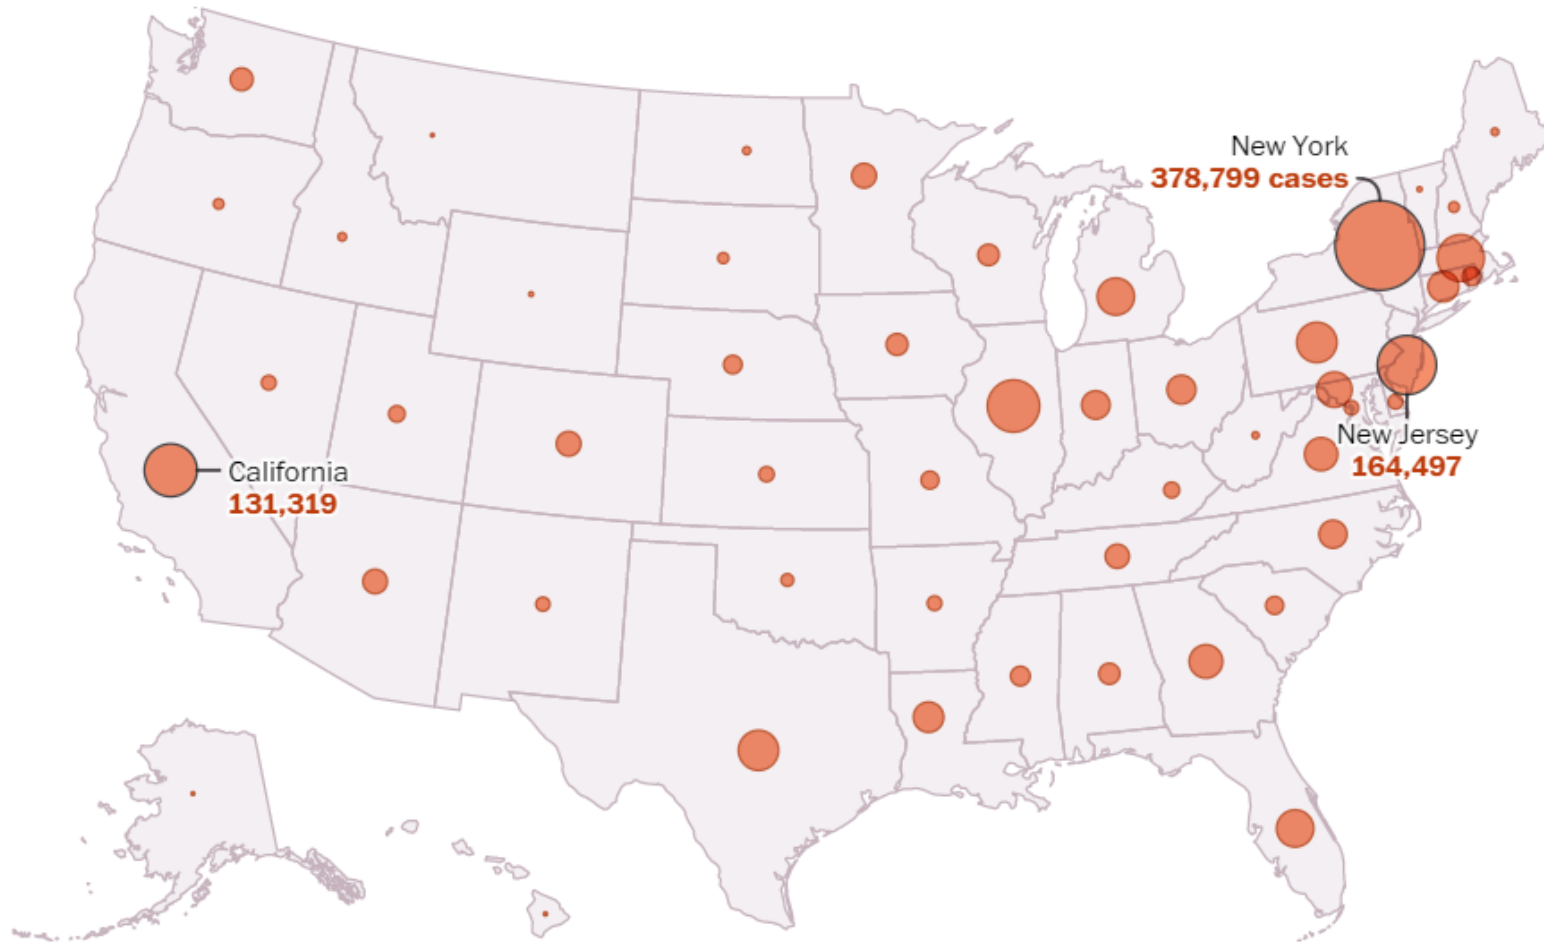 New York
378,799 cases
New Jersey
164,497
California
131,319